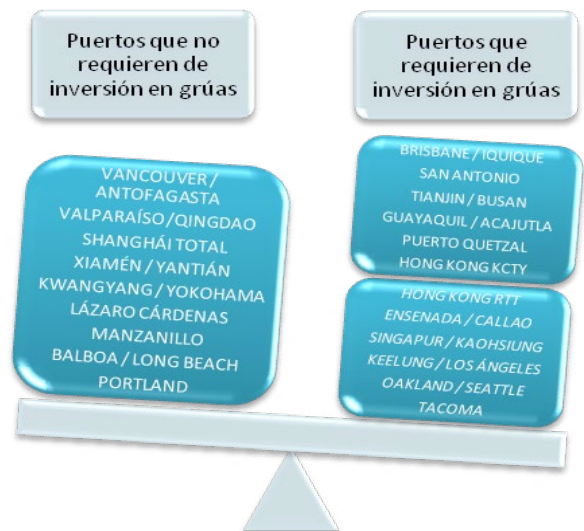 Puertos que no
requieren de
inversión en grúas
Puertos que
requieren de
inversión en grúas
VANCOUVER /
ANTOFAGASTA
VALPARAÍSO / QINGDAO
SHANGHÁI TOTAL
XIAMÉN / YANTIÁN
KWANGYANG / YOKOHAMA
LÁZARO CÁRDENAS
MANZANILLO
BALBOA / LONG BEACH
PORTLAND
BRISBANE / IQUIQUE
SAN ANTONIO
TIANJIN / BUSAN
GUAYAQUIL / ACAJUTLA
PUERTO QUETZAL
HONG KONG KCTY
HONG KONG RTT
ENSENADA / CALLAO
SINGAPUR / KAOHSIUNG
KEELUNG / LOS ÁNGELES
OAKLAND / SEATTLE
TACOMA